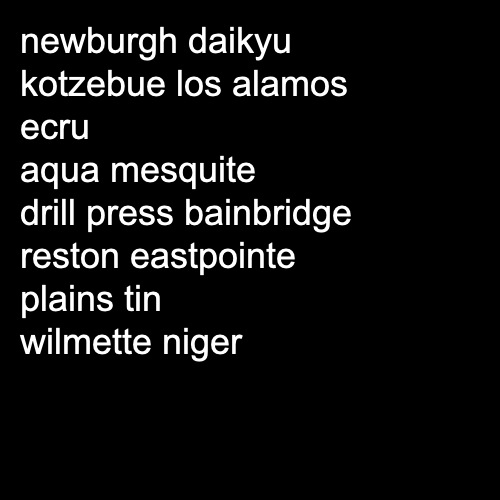 newburgh daikyu
kotzebue los alamos
ecru
aqua mesquite
drill press bainbridge
reston eastpointe
plains tin
wilmette niger